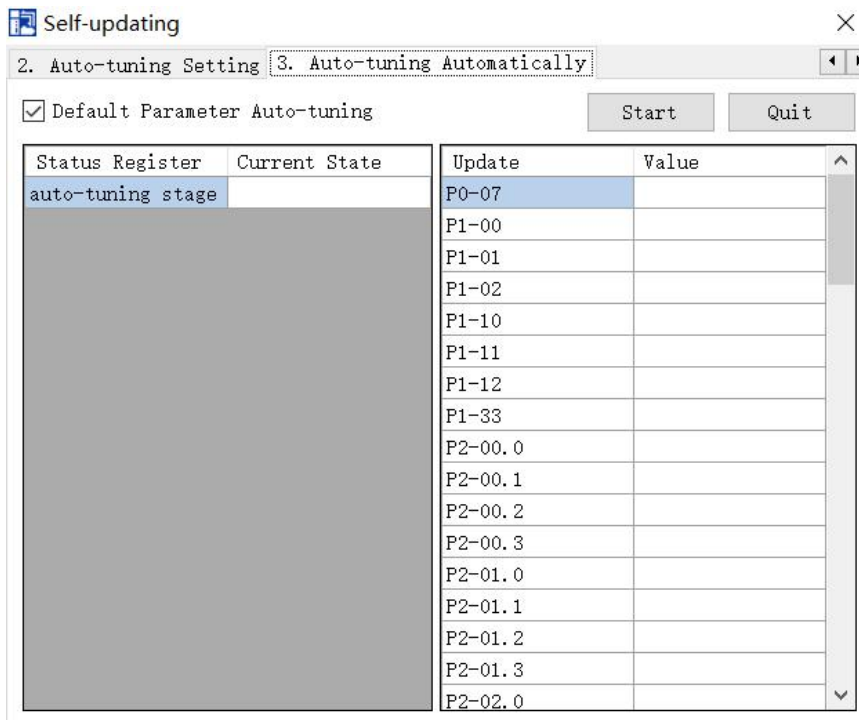 Self-updating
2. Auto-tuning Setting 3. Auto-tuning Automatically
Default Parameter Auto-tuning Start Quit
Status Register Current State Update Value
auto-tuning stage P0-07
P1-00
P1-01
P1-02
P1-10
P1-11
P1-12
P1-33
P2-00.0
P2-00.1
P2-00.2
P2-00.3
P2-01.0
P2-01.1
P2-01.2
P2-01.3
P2-02.0